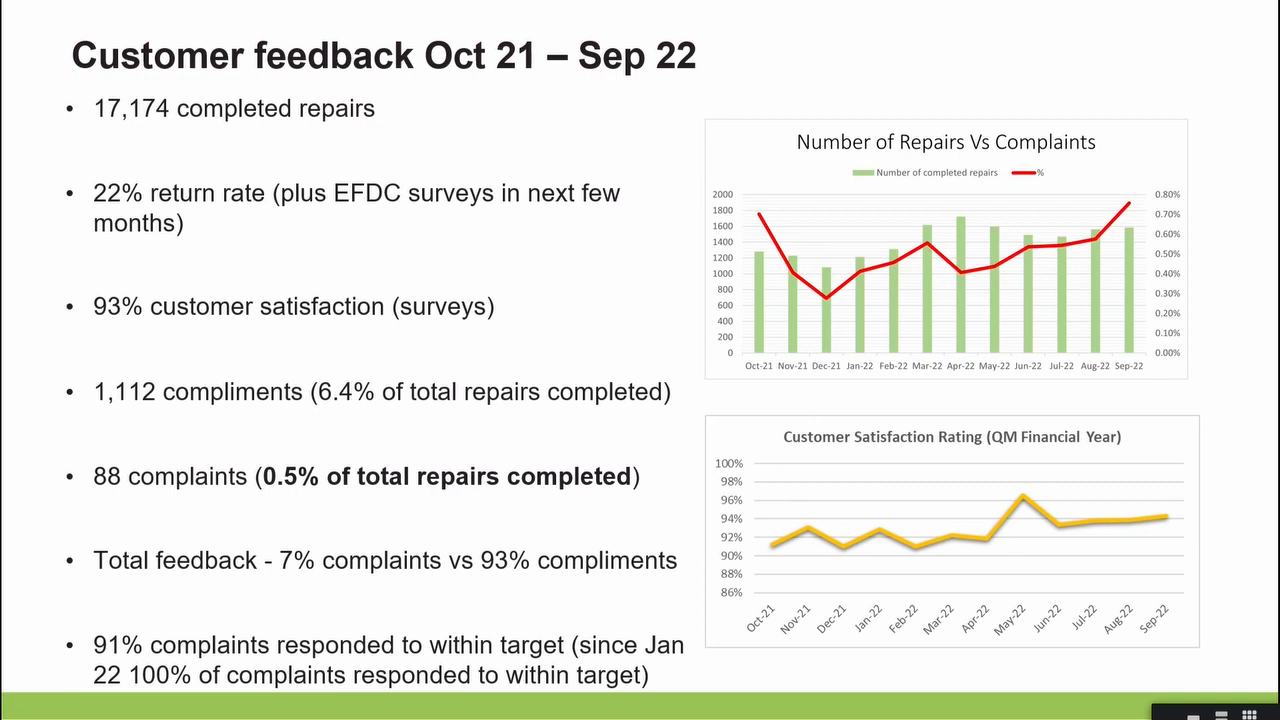 Customer feedback Oct 21 – Sep 22
• 17,174 completed repairs
• 22% return rate (plus EFDC surveys in next few
months)
• 93% customer satisfaction (surveys)
• 1,112 compliments (6.4% of total repairs completed)
• 88 complaints (0.5% of total repairs completed)
• Total feedback - 7% complaints vs 93% compliments
• 91% complaints responded to within target (since Jan
22 100% of complaints responded to within target)
Number of Repairs Vs Complaints
Number of completed repairs %
2000 0.80%
1800 0.70%
1600 0.60%
1400 0.50%
1200 0.40%
1000 0.30%
800 0.20%
600 0.10%
400 0.00%
200
0
Oct-21 Nov-21 Dec-21 Jan-22 Feb-22 Mar-22 Apr-22 May-22 Jun-22 Jul-22 Aug-22 Sep-22
Customer Satisfaction Rating (QM Financial Year)
100%
98%
96%
94%
92%
90%
88%
86%
Oct-21 Nov-21 Dec-21 Jan-22 Feb-22 Mar-22 Apr-22 May-22 Jun-22 Jul-22 Aug-22 Sep-22